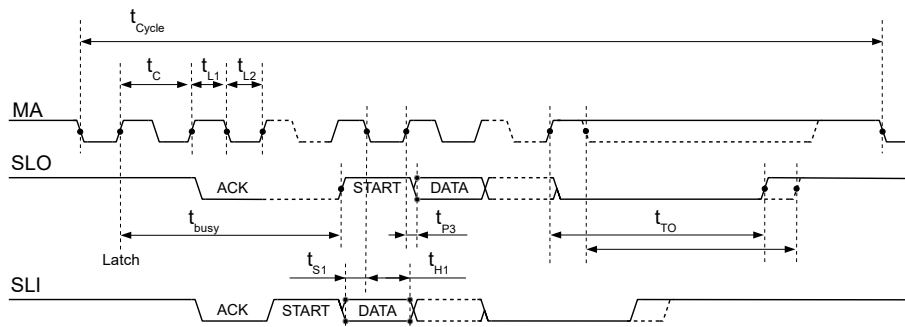 tCycle
tC tL1 tL2
MA
SLO
ACK START DATA
tbusy tP3 tTO
Latch
tS1 tH1
SLI
ACK START DATA